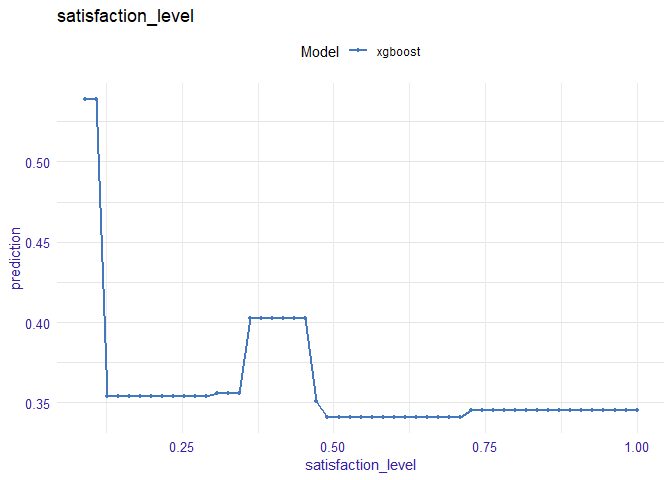 satisfaction_level
Model xgboost
0.50
0.45
0.40
0.35
prediction
0.25 0.50 0.75 1.00
satisfaction_level